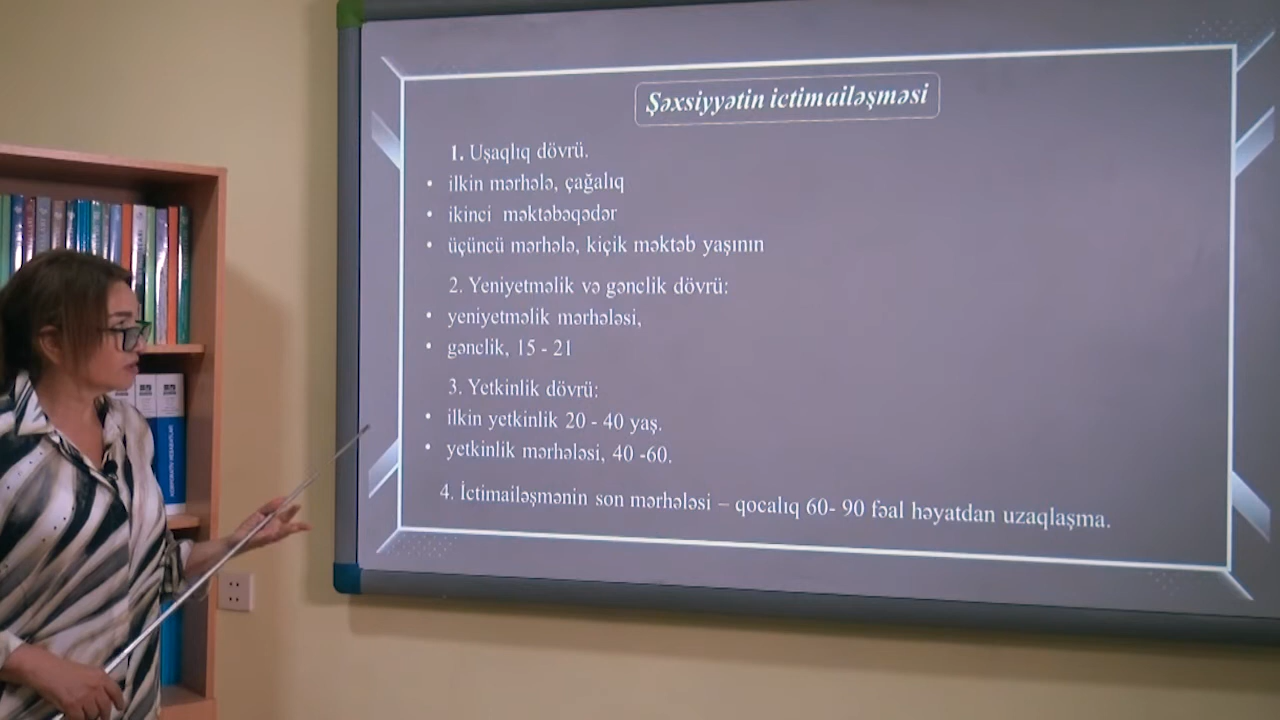 Şəxsiyyətin ictimailəşməsi
1. Uşaqlıq dövrü.
• ilkin mərhələ, çağalıq
• ikinci məktəbəqədər
• üçüncü mərhələ, kiçik məktəb yaşının
2. Yeniyetməlik və gənclik dövrü:
• yeniyetməlik mərhələsi,
• gənclik, 15 - 21
3. Yetkinlik dövrü:
• ilkin yetkinlik 20 - 40 yaş.
• yetkinlik mərhələsi, 40 -60.
4. İctimailəşmənin son mərhələsi – qocalıq 60- 90 fəal həyatdan uzaqlaşma.